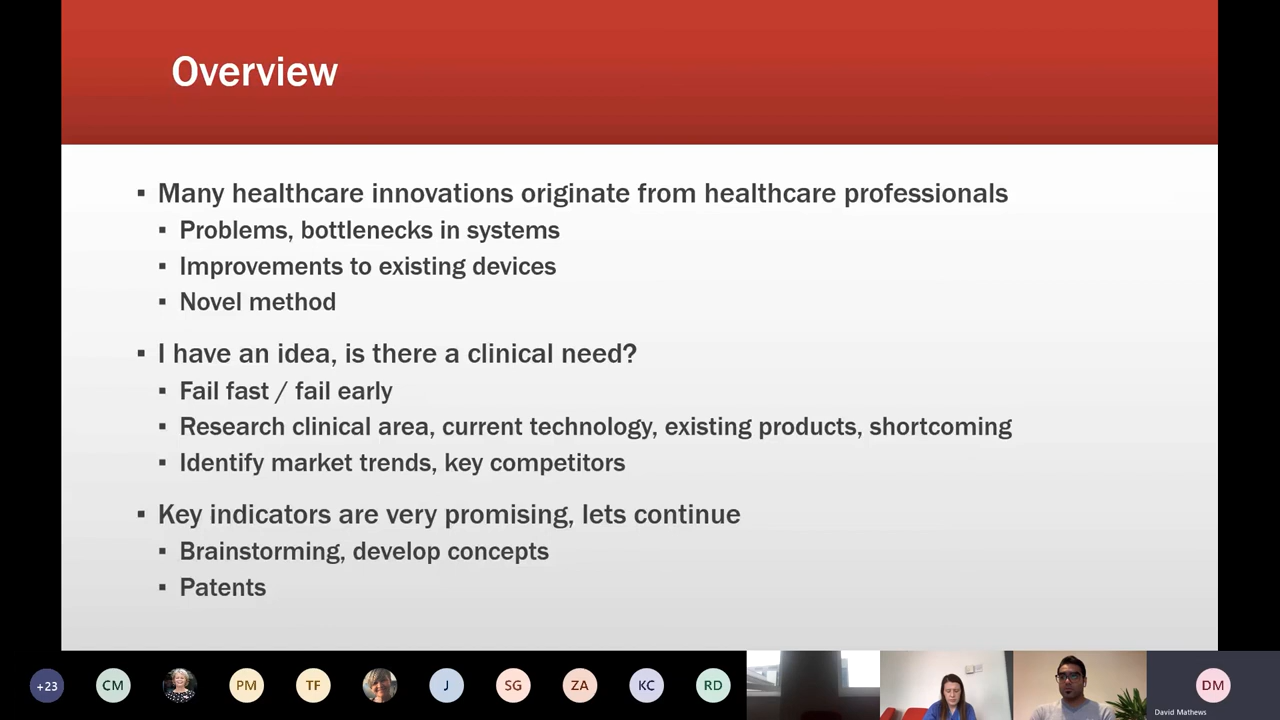 Overview
Many healthcare innovations originate from healthcare professionals
Problems, bottlenecks in systems
Improvements to existing devices
Novel method
I have an idea, is there a clinical need?
Fail fast / fail early
Research clinical area, current technology, existing products, shortcoming
Identify market trends, key competitors
Key indicators are very promising, lets continue
Brainstorming, develop concepts
Patents
+23 CM PM TF J SG ZA KC RD DM
David Mathews